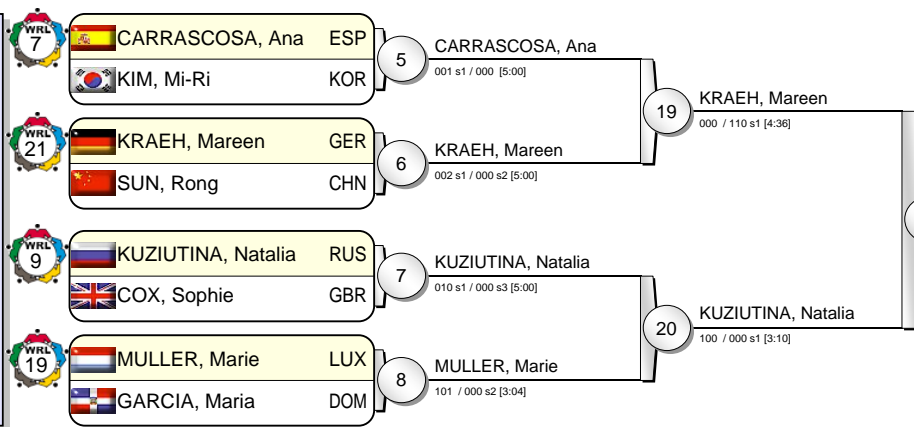 WRL
7
CARRASCOSA, Ana ESP
KIM, Mi-Ri KOR
5
CARRASCOSA, Ana
001 s1 / 000 [5:00]
WRL
21
KRAEH, Mareen GER
SUN, Rong CHN
6
KRAEH, Mareen
002 s1 / 000 s2 [5:00]
19
KRAEH, Mareen
000 / 110 s1 [4:36]
WRL
9
KUZIUTINA, Natalia RUS
COX, Sophie GBR
7
KUZIUTINA, Natalia
010 s1 / 000 s3 [5:00]
WRL
19
MULLER, Marie LUX
GARCIA, Maria DOM
8
MULLER, Marie
101 / 000 s2 [3:04]
20
KUZIUTINA, Natalia
100 / 000 s1 [3:10]